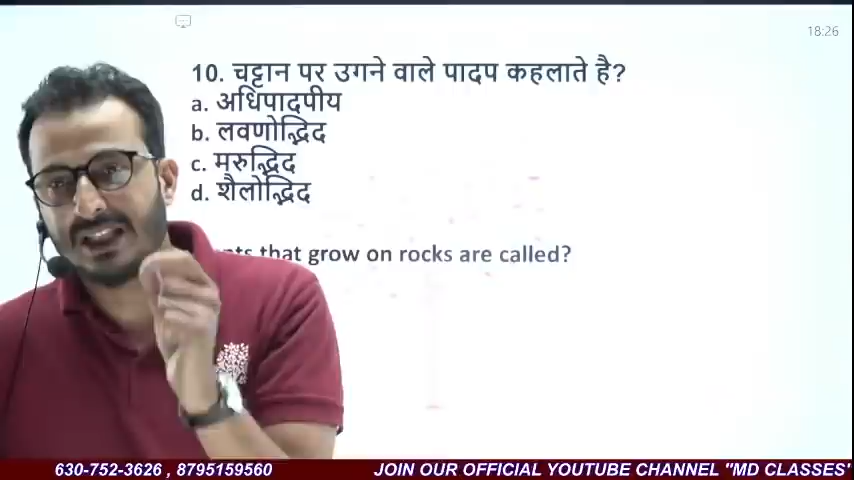 18:26
10. चट्टान पर उगने वाले पादप कहलाते है?
a. अधिपादपीय
b. लवणोद्भिद
c. मरुद्भिद
d. शैलोद्भिद
that grow on rocks are called?
630-752-3626 , 8795159560 JOIN OUR OFFICIAL YOUTUBE CHANNEL "MD CLASSES"